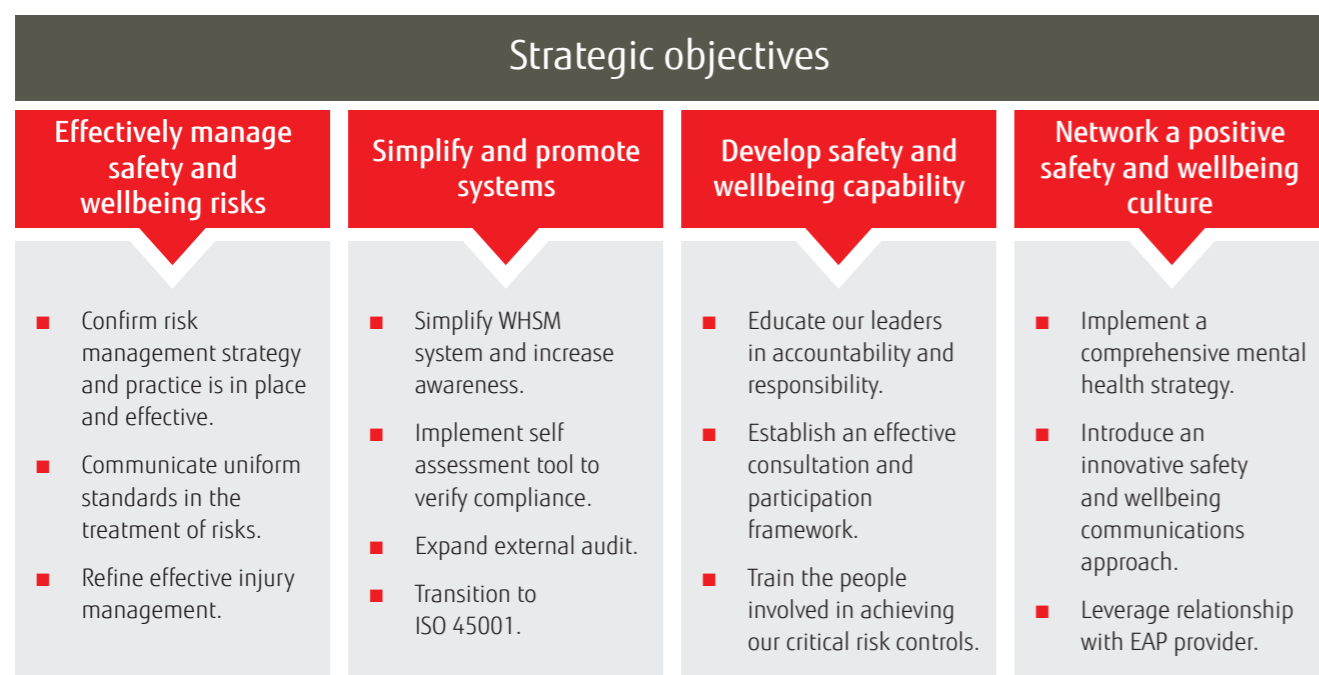 Strategic objectives
Effectively manage
safety and
wellbeing risks
Confirm risk
management strategy
and practice is in place
and effective.
Communicate uniform
standards in the
treatment of risks.
Refine effective injury
management.
Simplify and promote
systems
Simplify WHSM
system and increase
awareness.
Implement self
assessment tool to
verify compliance.
Expand external audit.
Transition to
ISO 45001.
Develop safety and
wellbeing capability
Educate our leaders
in accountability and
responsibility.
Establish an effective
consultation and
participation
framework.
Train the people
involved in achieving
our critical risk controls.
Network a positive
safety and wellbeing
culture
Implement a
comprehensive mental
health strategy.
Introduce an
innovative safety
and wellbeing
communications
approach.
Leverage relationship
with EAP provider.